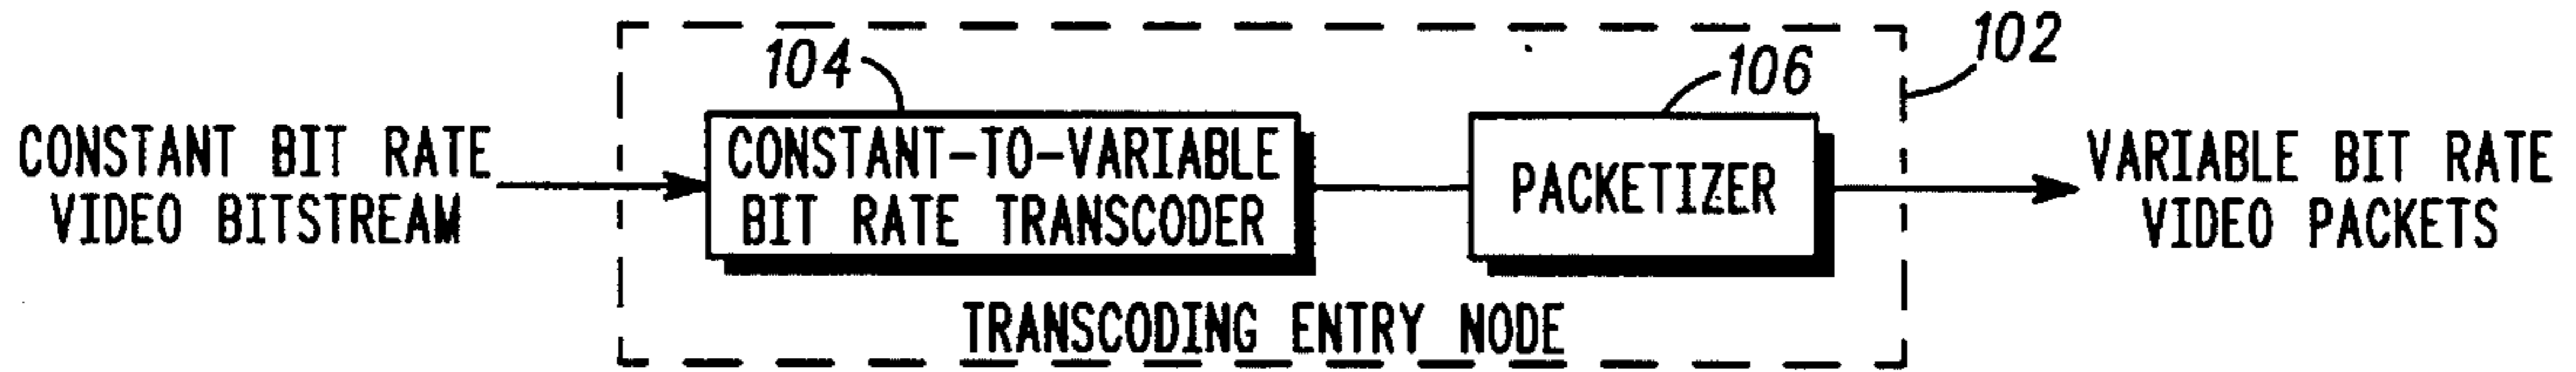 104
106
102
CONSTANT BIT RATE
VIDEO BITSTREAM
CONSTANT-TO-VARIABLE
BIT RATE TRANSCODER
PACKETIZER
VARIABLE BIT RATE
VIDEO PACKETS
TRANSCODING ENTRY NODE